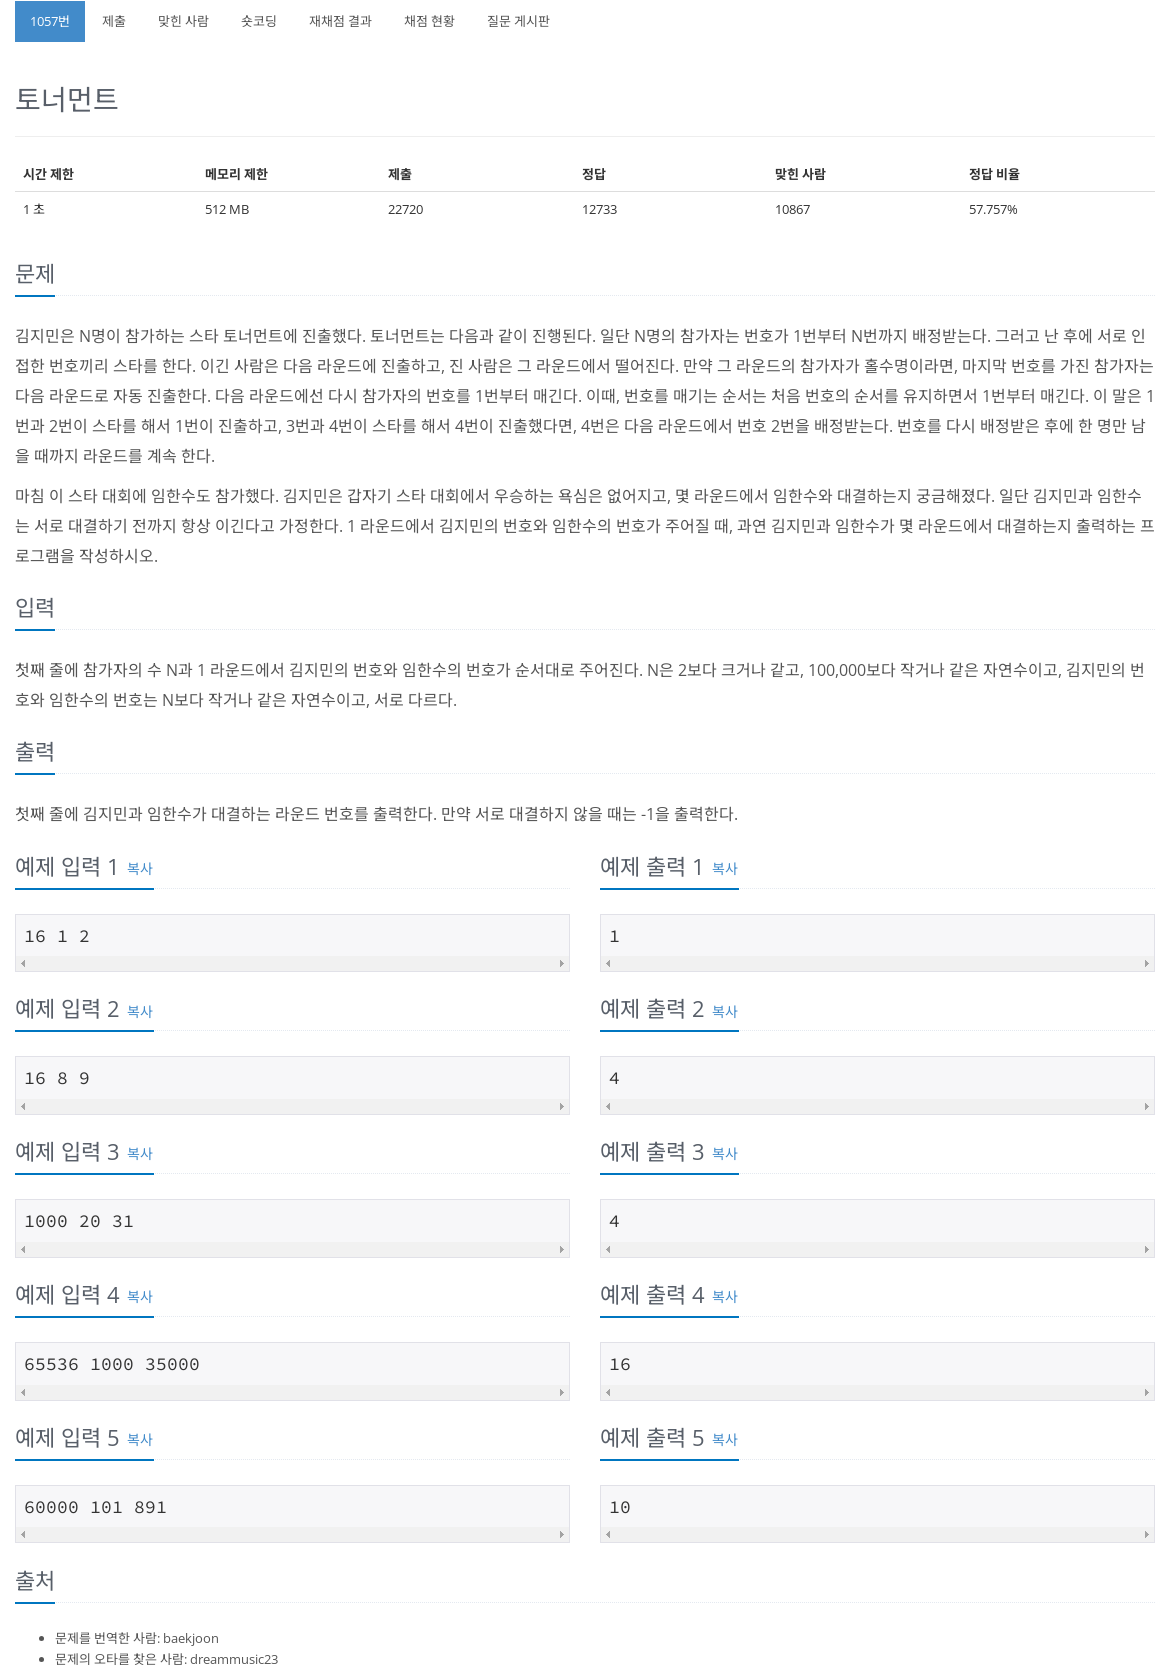 1057번 제출 맞힌 사람 숏코딩 재채점 결과 채점 현황 질문 게시판
토너먼트
시간 제한 메모리 제한 제출 정답 맞힌 사람 정답 비율
1 초 512 MB 22720 12733 10867 57.757%
문제
김지민은 N명이 참가하는 스타 토너먼트에 진출했다. 토너먼트는 다음과 같이 진행된다. 일단 N명의 참가자는 번호가 1번부터 N번까지 배정받는다. 그러고 난 후에 서로 인
접한 번호끼리 스타를 한다. 이긴 사람은 다음 라운드에 진출하고, 진 사람은 그 라운드에서 떨어진다. 만약 그 라운드의 참가자가 홀수명이라면, 마지막 번호를 가진 참가자는
다음 라운드로 자동 진출한다. 다음 라운드에선 다시 참가자의 번호를 1번부터 매긴다. 이때, 번호를 매기는 순서는 처음 번호의 순서를 유지하면서 1번부터 매긴다. 이 말은 1
번과 2번이 스타를 해서 1번이 진출하고, 3번과 4번이 스타를 해서 4번이 진출했다면, 4번은 다음 라운드에서 번호 2번을 배정받는다. 번호를 다시 배정받은 후에 한 명만 남
을 때까지 라운드를 계속 한다.
마침 이 스타 대회에 임한수도 참가했다. 김지민은 갑자기 스타 대회에서 우승하는 욕심은 없어지고, 몇 라운드에서 임한수와 대결하는지 궁금해졌다. 일단 김지민과 임한수
는 서로 대결하기 전까지 항상 이긴다고 가정한다. 1 라운드에서 김지민의 번호와 임한수의 번호가 주어질 때, 과연 김지민과 임한수가 몇 라운드에서 대결하는지 출력하는 프
로그램을 작성하시오.
입력
첫째 줄에 참가자의 수 N과 1 라운드에서 김지민의 번호와 임한수의 번호가 순서대로 주어진다. N은 2보다 크거나 같고, 100,000보다 작거나 같은 자연수이고, 김지민의 번
호와 임한수의 번호는 N보다 작거나 같은 자연수이고, 서로 다르다.
출력
첫째 줄에 김지민과 임한수가 대결하는 라운드 번호를 출력한다. 만약 서로 대결하지 않을 때는 -1을 출력한다.
예제 입력 1 복사 예제 출력 1 복사
16 1 2 1
예제 입력 2 복사 예제 출력 2 복사
16 8 9 4
예제 입력 3 복사 예제 출력 3 복사
1000 20 31 4
예제 입력 4 복사 예제 출력 4 복사
65536 1000 35000 16
예제 입력 5 복사 예제 출력 5 복사
60000 101 891 10
출처
문제를 번역한 사람: baekjoon
문제의 오타를 찾은 사람: dreammusic23